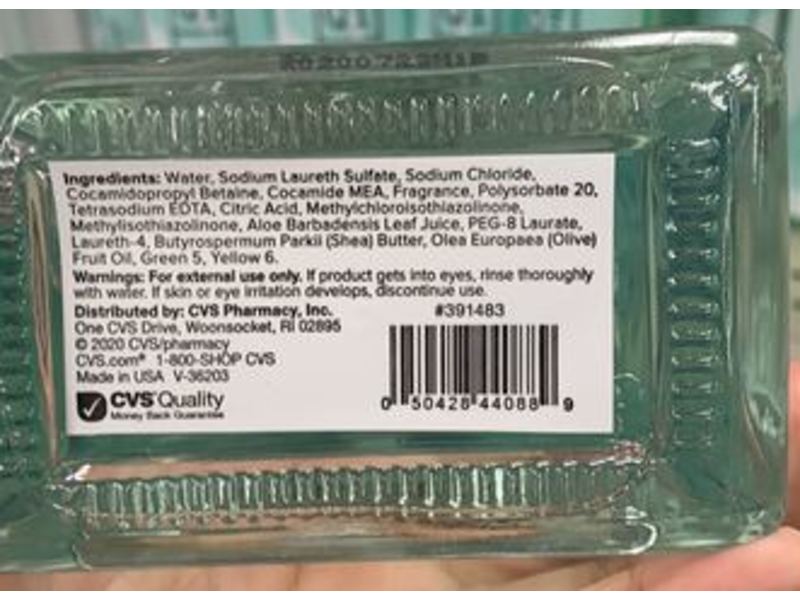 Ingredients: Water, Sodium Laureth Sulfate, Sodium Chloride,
Cocamidopropyl Betaine, Cocamide MEA, Fragrance, Polysorbate 20,
Tetrasodium EDTA, Citric Acid, Methylchloroisothiazolinone,
Methylisothiazolinone, Aloe Barbadensis Leaf Juice, PEG-8 Laurate,
Laureth-4, Butyrospermum Parkii (Shea) Butter, Olea Europaea (Olive)
Fruit Oil, Green 5, Yellow 6.
Warnings: For external use only. If product gets into eyes, rinse thoroughly
with water. If skin or eye irritation develops, discontinue use.
Distributed by: CVS Pharmacy, Inc.
One CVS Drive, Woonsocket, RI 02895
© 2020 CVS/pharmacy
CVS.com® 1-800-SHOP CVS
Made in USA V-36203
CVS Quality
Money Back Guarantee
#391483
0 50428 44088 9